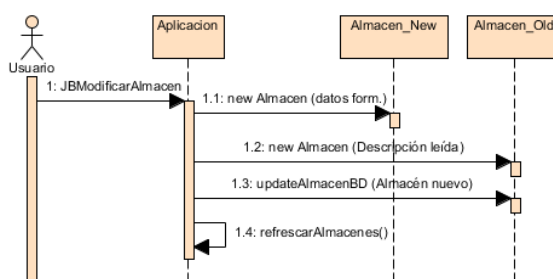 Aplicacion
Almacen_New
Almacen_Old
Usuario
1: JBModificarAlmacen
1.1: new Almacen (datos form.)
1.2: new Almacen (Descripción leída)
1.3: updateAlmacenBD (Almacén nuevo)
1.4: refrescarAlmacenes()